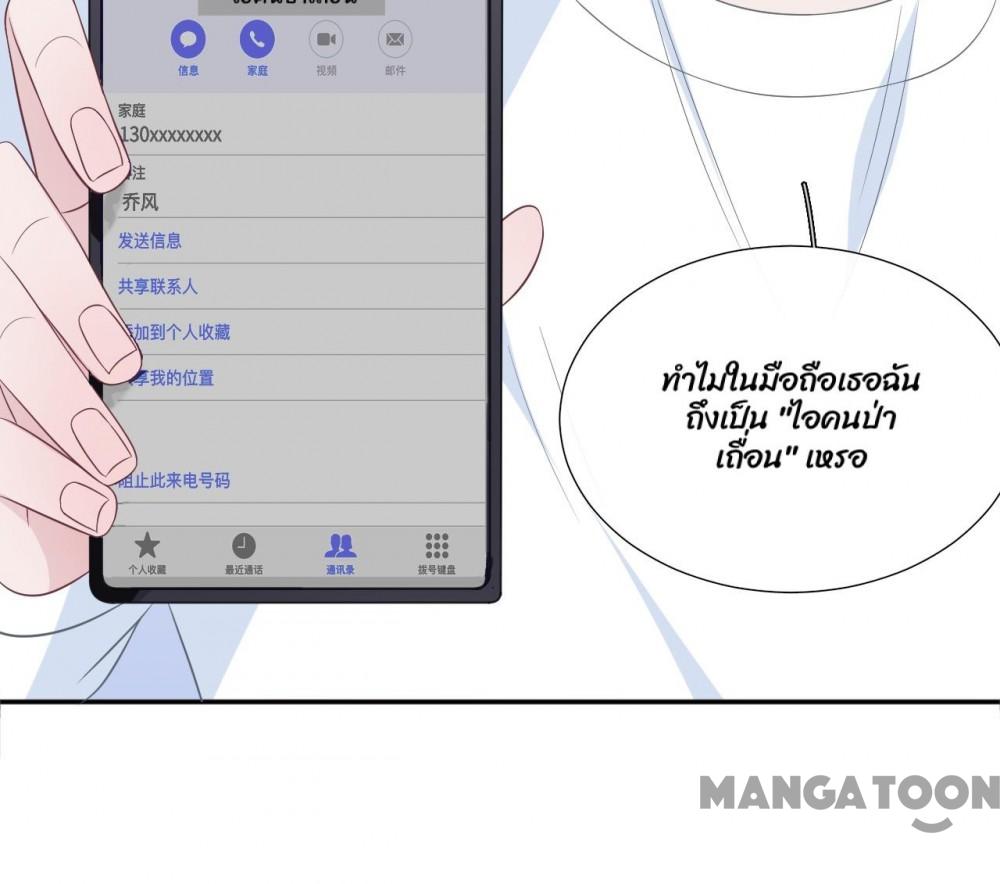 信息 家庭 视频 邮件
家庭
130xxxxxxxx
注
乔风
发送信息
共享联系人
加到个人收藏
享我的位置
阻止此来电号码
个人收藏 最近通话 通讯录 拨号键盘
ทำไมในมือถือเธอฉัน
ถึงเป็น "ไอคนป่า
เถื่อน" เหรอ
MANGATOON